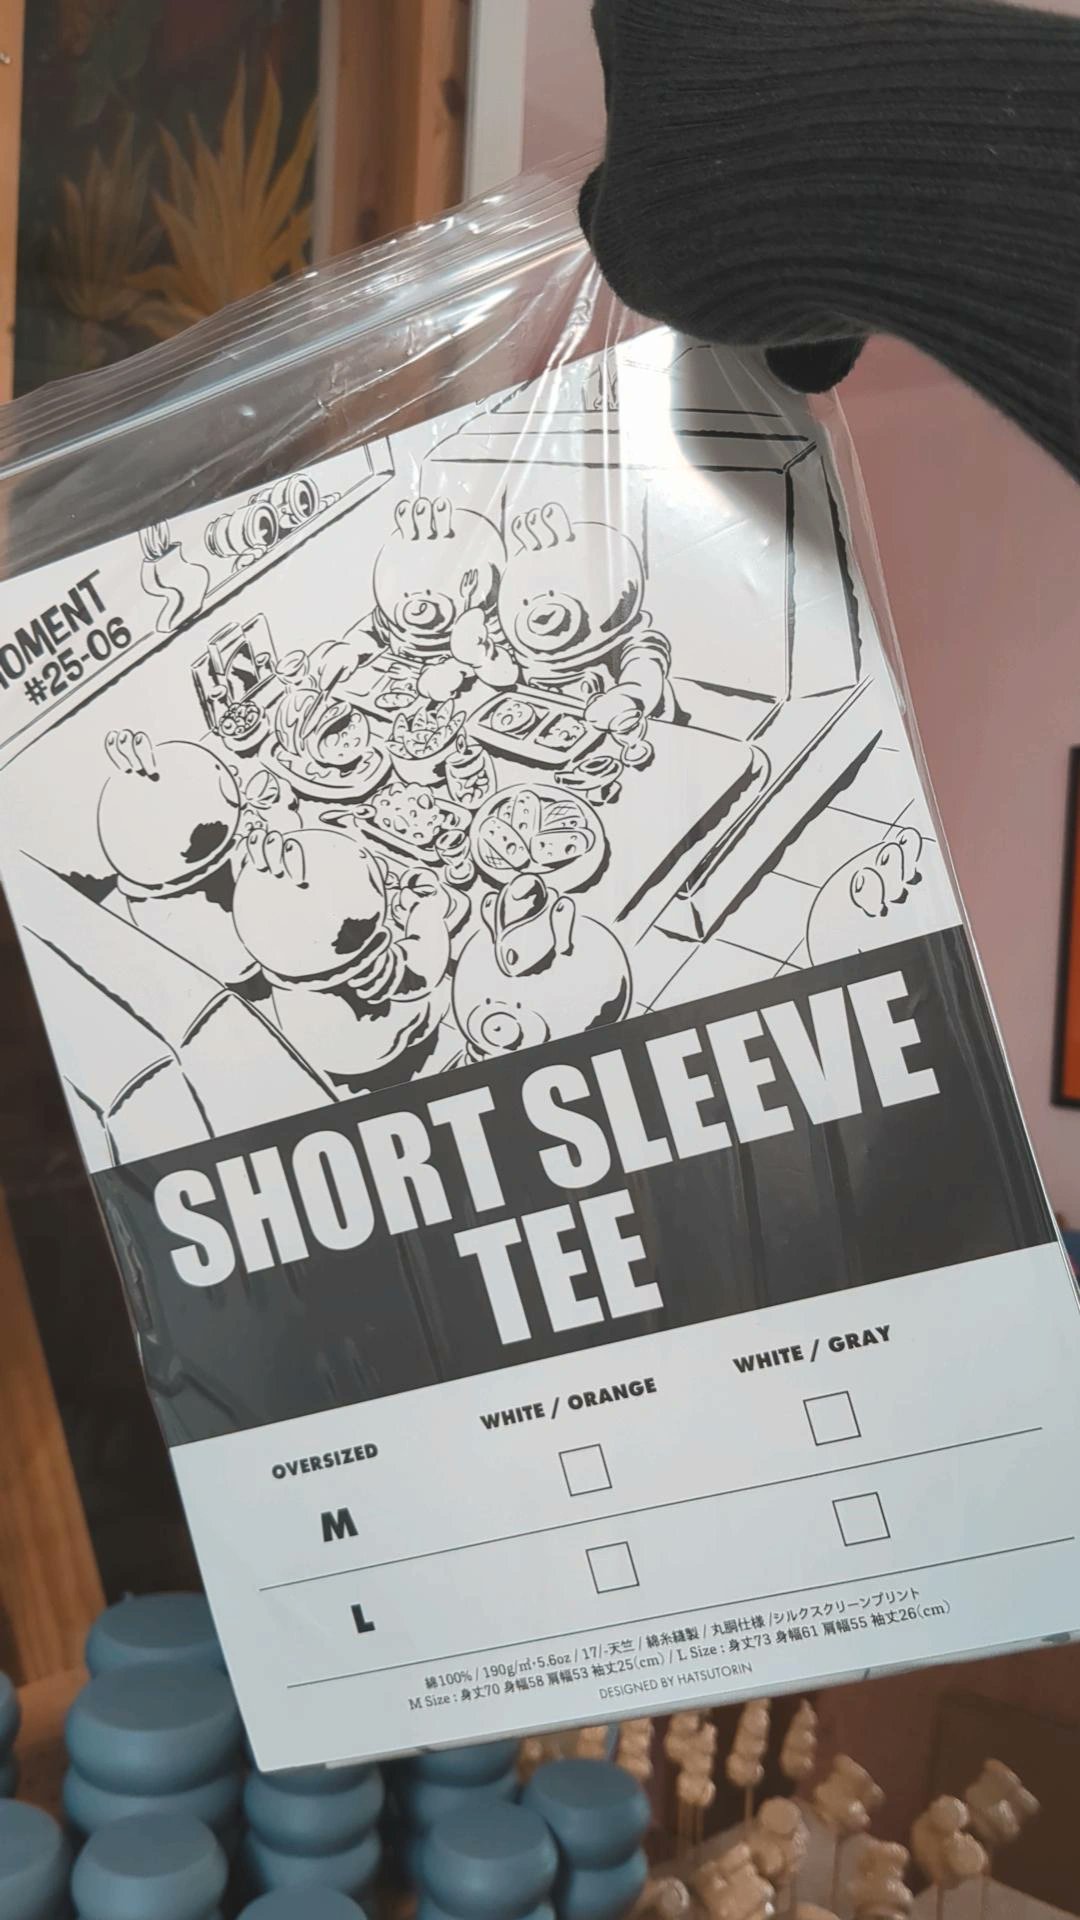 MOMENT
#25-06
SHORT SLEEVE
TEE
OVERSIZED WHITE / ORANGE WHITE / GRAY
M
L
綿100% / 190g/㎡・5.6oz / 17/-天竺 / 綿糸縫製 / 丸胴仕様 /シルクスクリーンプリント
M Size : 身丈70 身幅58 肩幅53 袖丈25(cm) / L Size : 身丈73 身幅61 肩幅55 袖丈26(cm)
DESIGNED BY HATSUTORIN